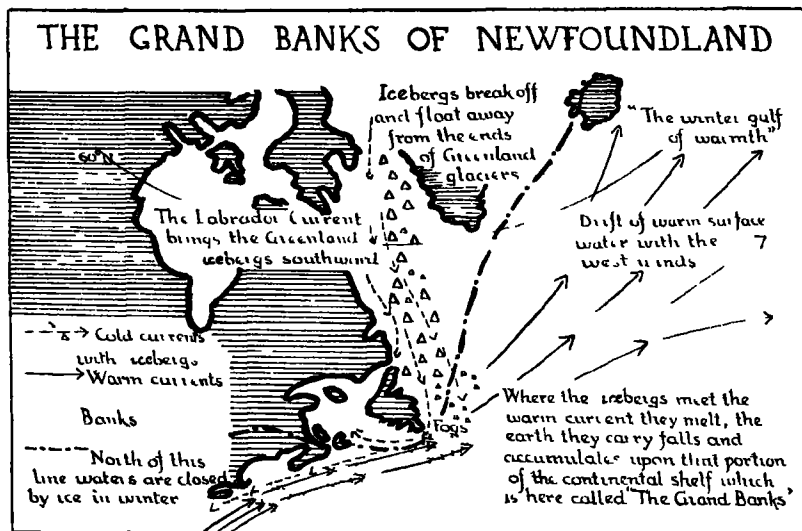 THE GRAND BANKS OF NEWFOUNDLAND
Icebergs break off
and float away
from the ends
of Greenland
glaciers
"The winter gulf
of warmth"
60°N
The Labrador Current
brings the Greenland
icebergs southward
Drift of warm surface
water with the
west winds
Cold currents
with icebergs
Warm currents
Banks
North of this
line waters are closed
by ice in winter
Fogs
Where the icebergs meet the
warm current they melt, the
earth they carry falls and
accumulates upon that portion
of the continental shelf which
is here called "The Grand Banks"